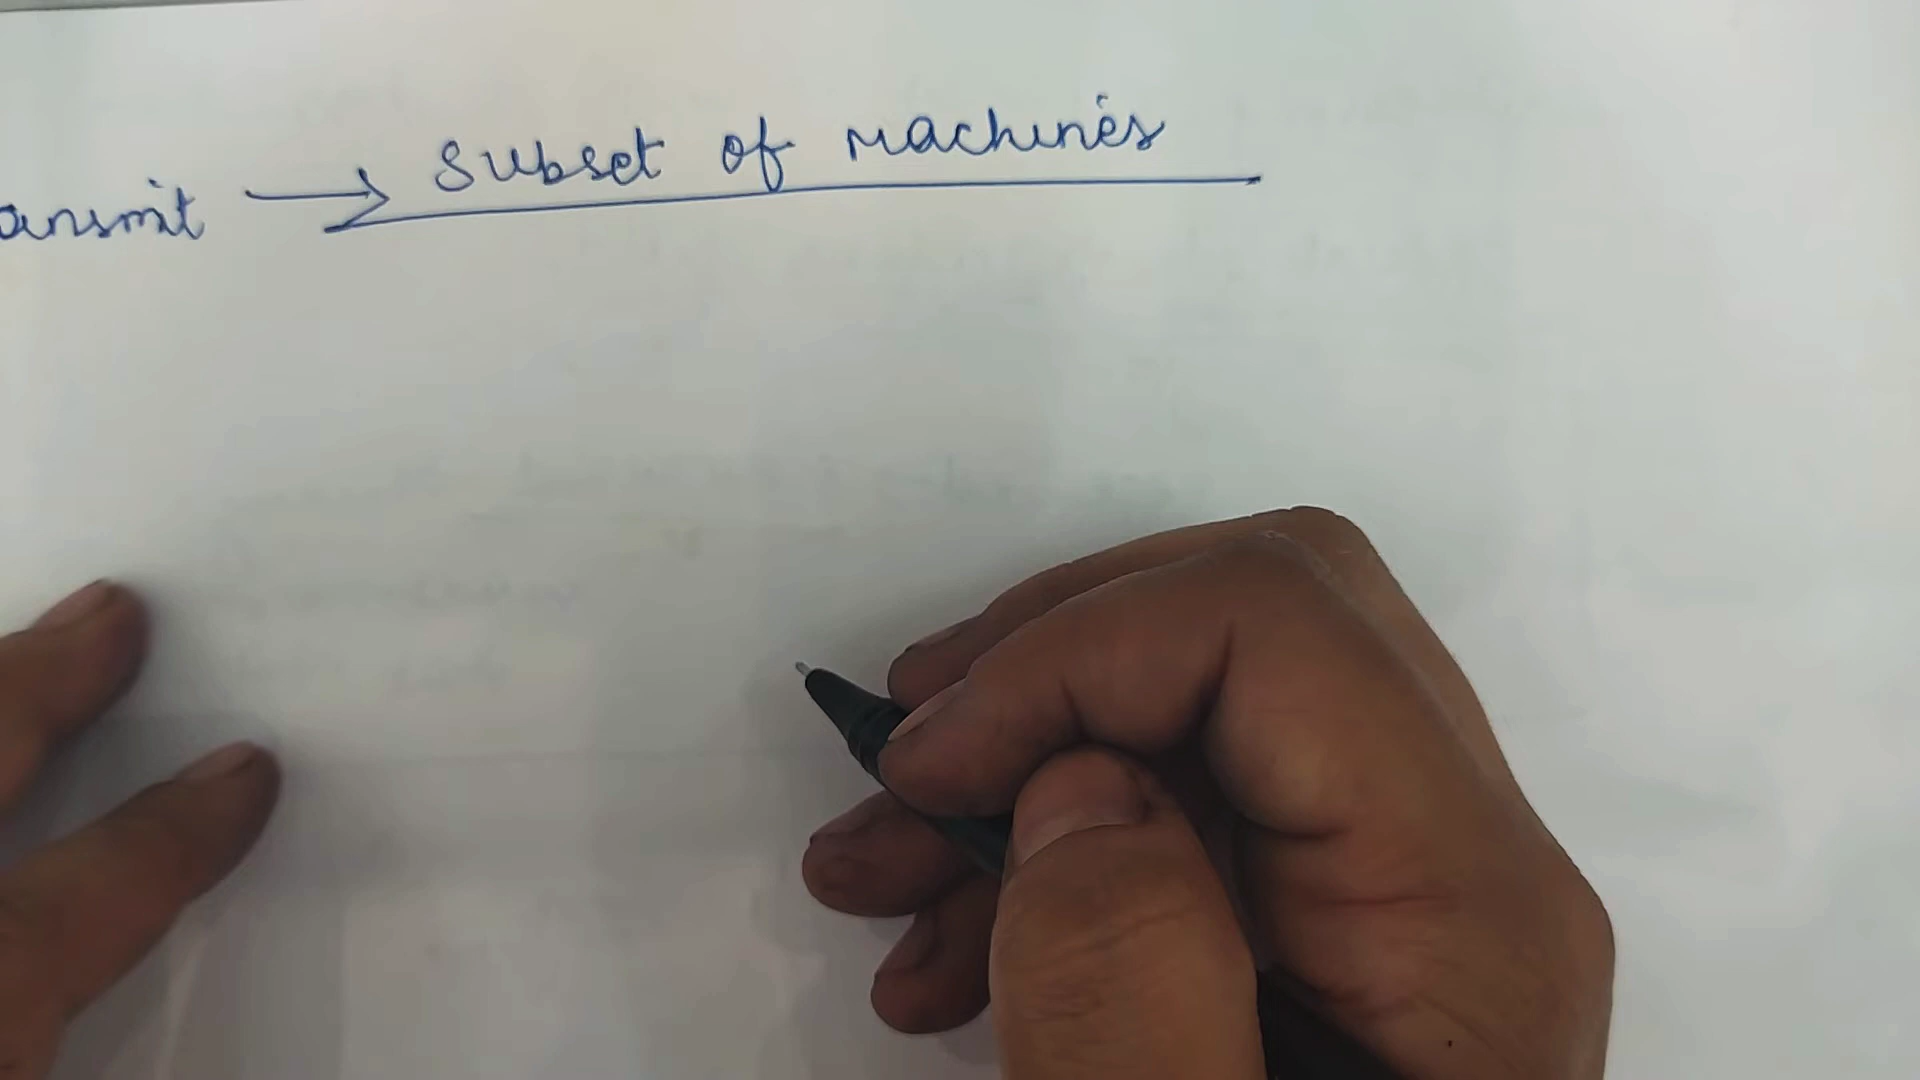 ansmit → Subset of machines